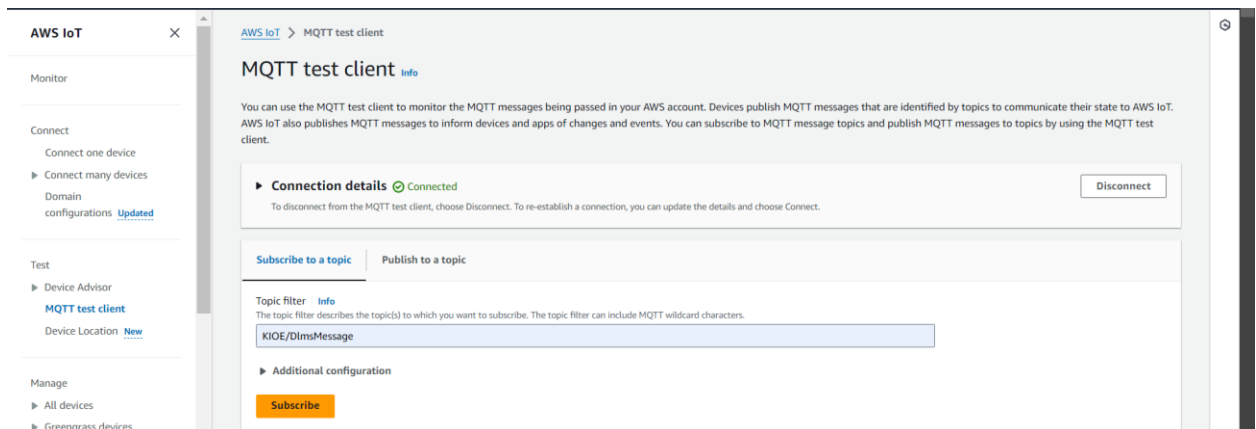 AWS IoT
Monitor
Connect
Connect one device
Connect many devices
Domain
configurations Updated
Test
Device Advisor
MQTT test client
Device Location New
Manage
All devices
Greengrass devices
AWS IoT > MQTT test client
MQTT test client Info
You can use the MQTT test client to monitor the MQTT messages being passed in your AWS account. Devices publish MQTT messages that are identified by topics to communicate their state to AWS IoT.
AWS IoT also publishes MQTT messages to inform devices and apps of changes and events. You can subscribe to MQTT message topics and publish MQTT messages to topics by using the MQTT test
client.
Connection details Connected
Disconnect
To disconnect from the MQTT test client, choose Disconnect. To re-establish a connection, you can update the details and choose Connect.
Subscribe to a topic Publish to a topic
Topic filter Info
The topic filter describes the topic(s) to which you want to subscribe. The topic filter can include MQTT wildcard characters.
KIOE/DlmsMessage
Additional configuration
Subscribe